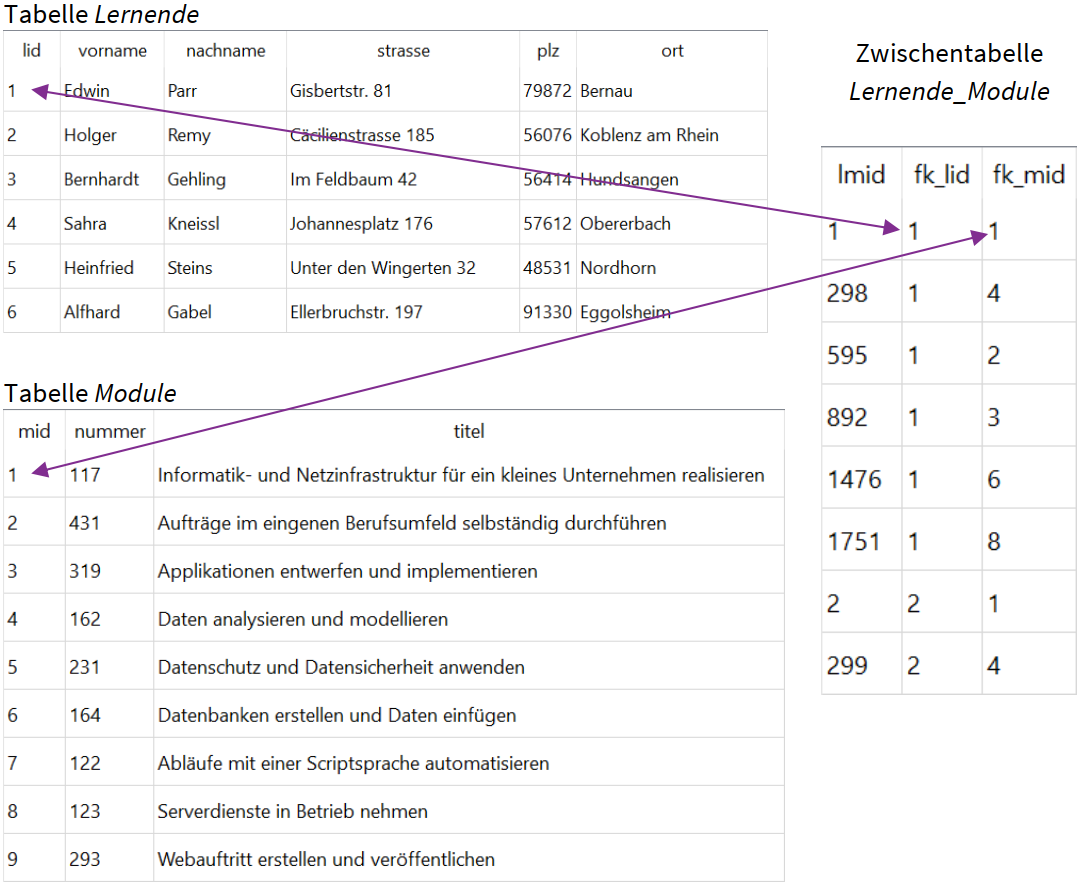 Tabelle Lernende
lid vorname nachname strasse plz ort
1 Edwin Parr Gisbertstr. 81 79872 Bernau
2 Holger Remy Cäcilienstrasse 185 56076 Koblenz am Rhein
3 Bernhardt Gehling Im Feldbaum 42 56414 Hundsangen
4 Sahra Kneissl Johannesplatz 176 57612 Obererbach
5 Heinfried Steins Unter den Wingerten 32 48531 Nordhorn
6 Alfhard Gabel Ellerbruchstr. 197 91330 Eggolsheim
Tabelle Module
mid nummer titel
1 117 Informatik- und Netzinfrastruktur für ein kleines Unternehmen realisieren
2 431 Aufträge im eingenen Berufsumfeld selbständig durchführen
3 319 Applikationen entwerfen und implementieren
4 162 Daten analysieren und modellieren
5 231 Datenschutz und Datensicherheit anwenden
6 164 Datenbanken erstellen und Daten einfügen
7 122 Abläufe mit einer Scriptsprache automatisieren
8 123 Serverdienste in Betrieb nehmen
9 293 Webauftritt erstellen und veröffentlichen
Zwischentabelle
Lernende_Module
lmid fk_lid fk_mid
1 1 1
298 1 4
595 1 2
892 1 3
1476 1 6
1751 1 8
2 2 1
299 2 4